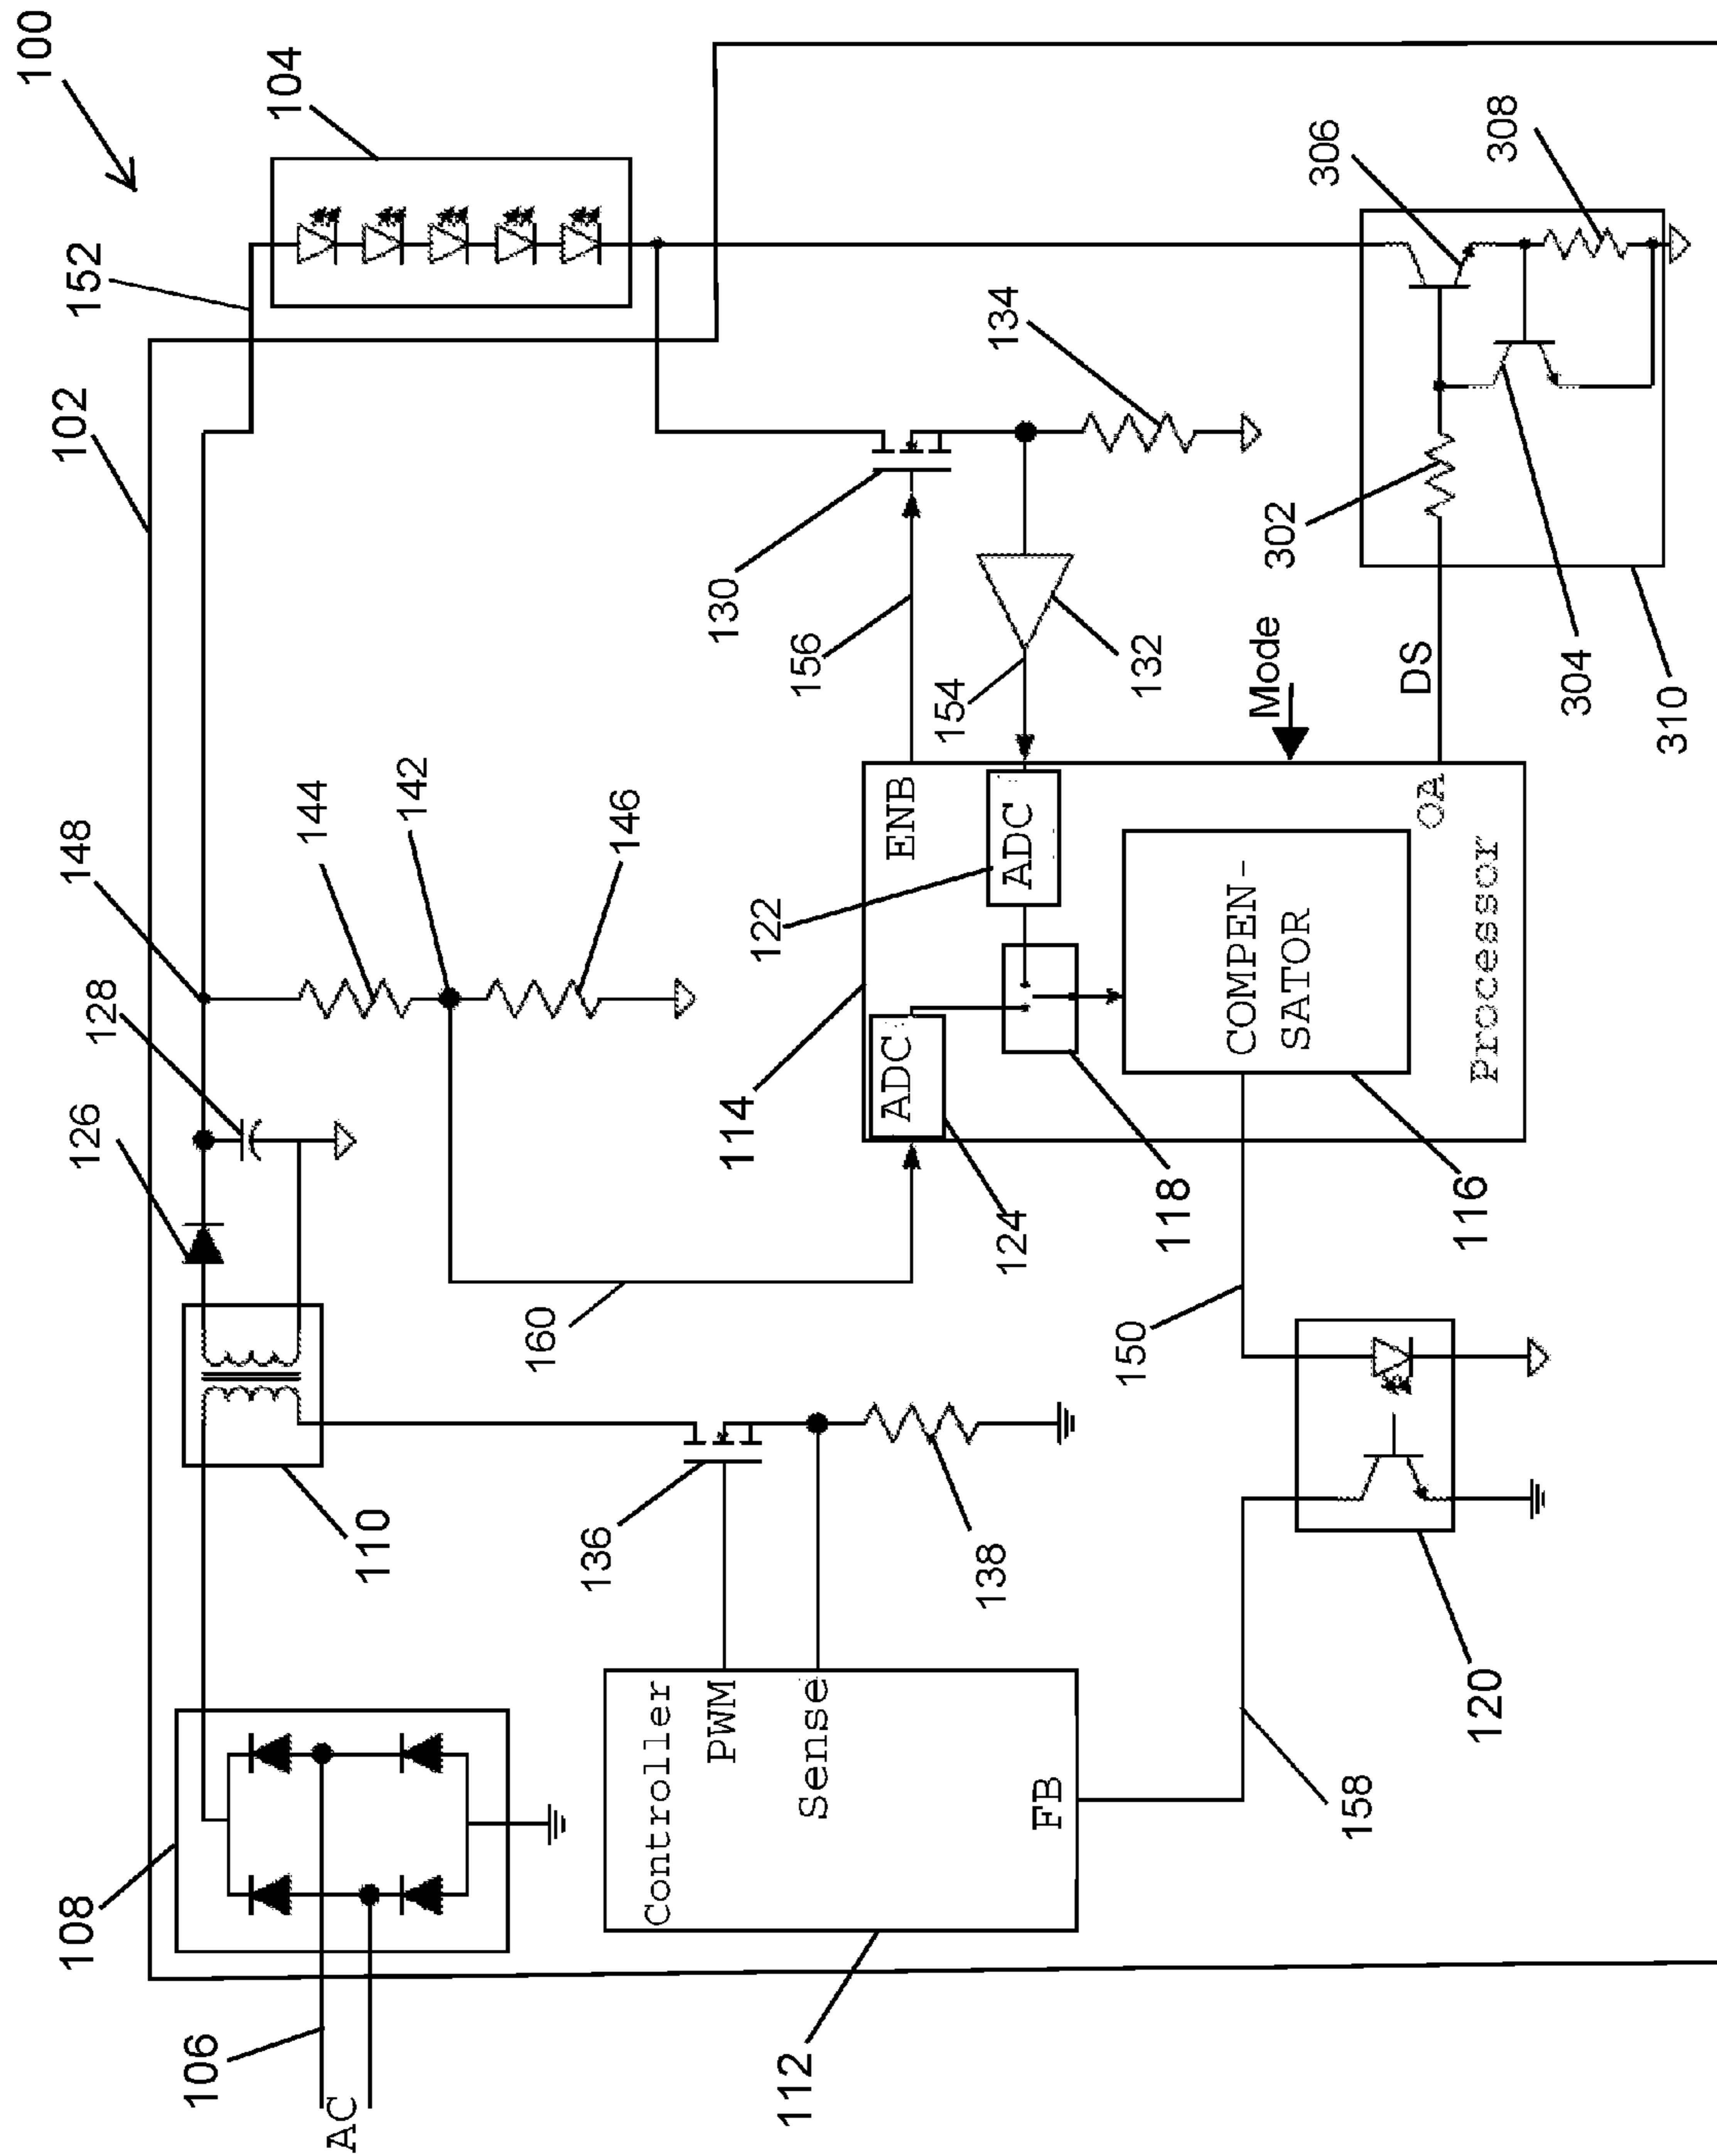 100
102
152
104
148
144
142
146
128
126
110
108
106
AC
136
138
160
Controller
PWM
Sense
FB
112
158
120
150
114
ADC
124
118
122
ADC
ENB
COMPEN-
SATOR
116
OA
Processor
Mode
DS
156
154
130
132
134
302
304
306
308
310